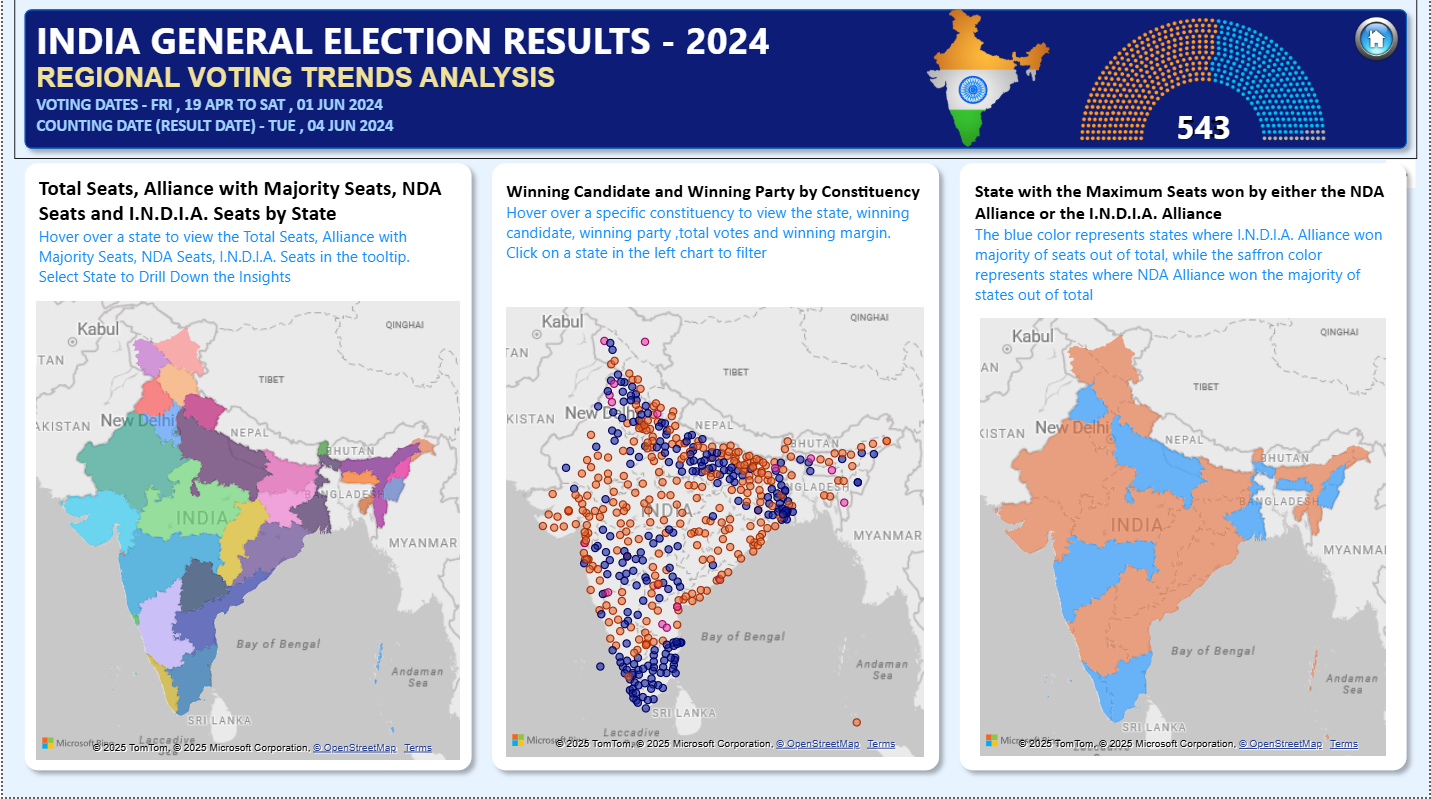 INDIA GENERAL ELECTION RESULTS - 2024
REGIONAL VOTING TRENDS ANALYSIS
VOTING DATES - FRI , 19 APR TO SAT , 01 JUN 2024
COUNTING DATE (RESULT DATE) - TUE , 04 JUN 2024
543
Total Seats, Alliance with Majority Seats, NDA
Seats and I.N.D.I.A. Seats by State
Hover over a state to view the Total Seats, Alliance with
Majority Seats, NDA Seats, I.N.D.I.A. Seats in the tooltip.
Select State to Drill Down the Insights
Kabul
QINGHAI
TAN
TIBET
AKISTAN
New Delhi
NEPAL
BHUTAN
BANGLADESH
INDIA
MYANMAR
Bay of Bengal
Andaman
Sea
SRI LANKA
Laccadive
Sea
Microsoft Bing
© 2025 TomTom, © 2025 Microsoft Corporation, © OpenStreetMap Terms
Winning Candidate and Winning Party by Constituency
Hover over a specific constituency to view the state, winning
candidate, winning party ,total votes and winning margin.
Click on a state in the left chart to filter
Kabul
QINGHAI
TAN
TIBET
KISTAN
New Delhi
NEPAL
BHUTAN
NGLADESH
INDIA
MYANMAR
Bay of Bengal
Andaman
Sea
SRI LANKA
Laccadive
Microsoft
© 2025 TomTom, © 2025 Microsoft Corporation, © OpenStreetMap Terms
State with the Maximum Seats won by either the NDA
Alliance or the I.N.D.I.A. Alliance
The blue color represents states where I.N.D.I.A. Alliance won
majority of seats out of total, while the saffron color
represents states where NDA Alliance won the majority of
states out of total
Kabul
QINGHAI
AN
TIBET
KISTAN
New Delhi
NEPAL
BHUTAN
BANGLADESH
INDIA
MYANMA
Bay of Bengal
Andaman
Sea
SRI LANKA
Laccadive
© 2025 TomTom, © 2025 Microsoft Corporation, © OpenStreetMap Terms